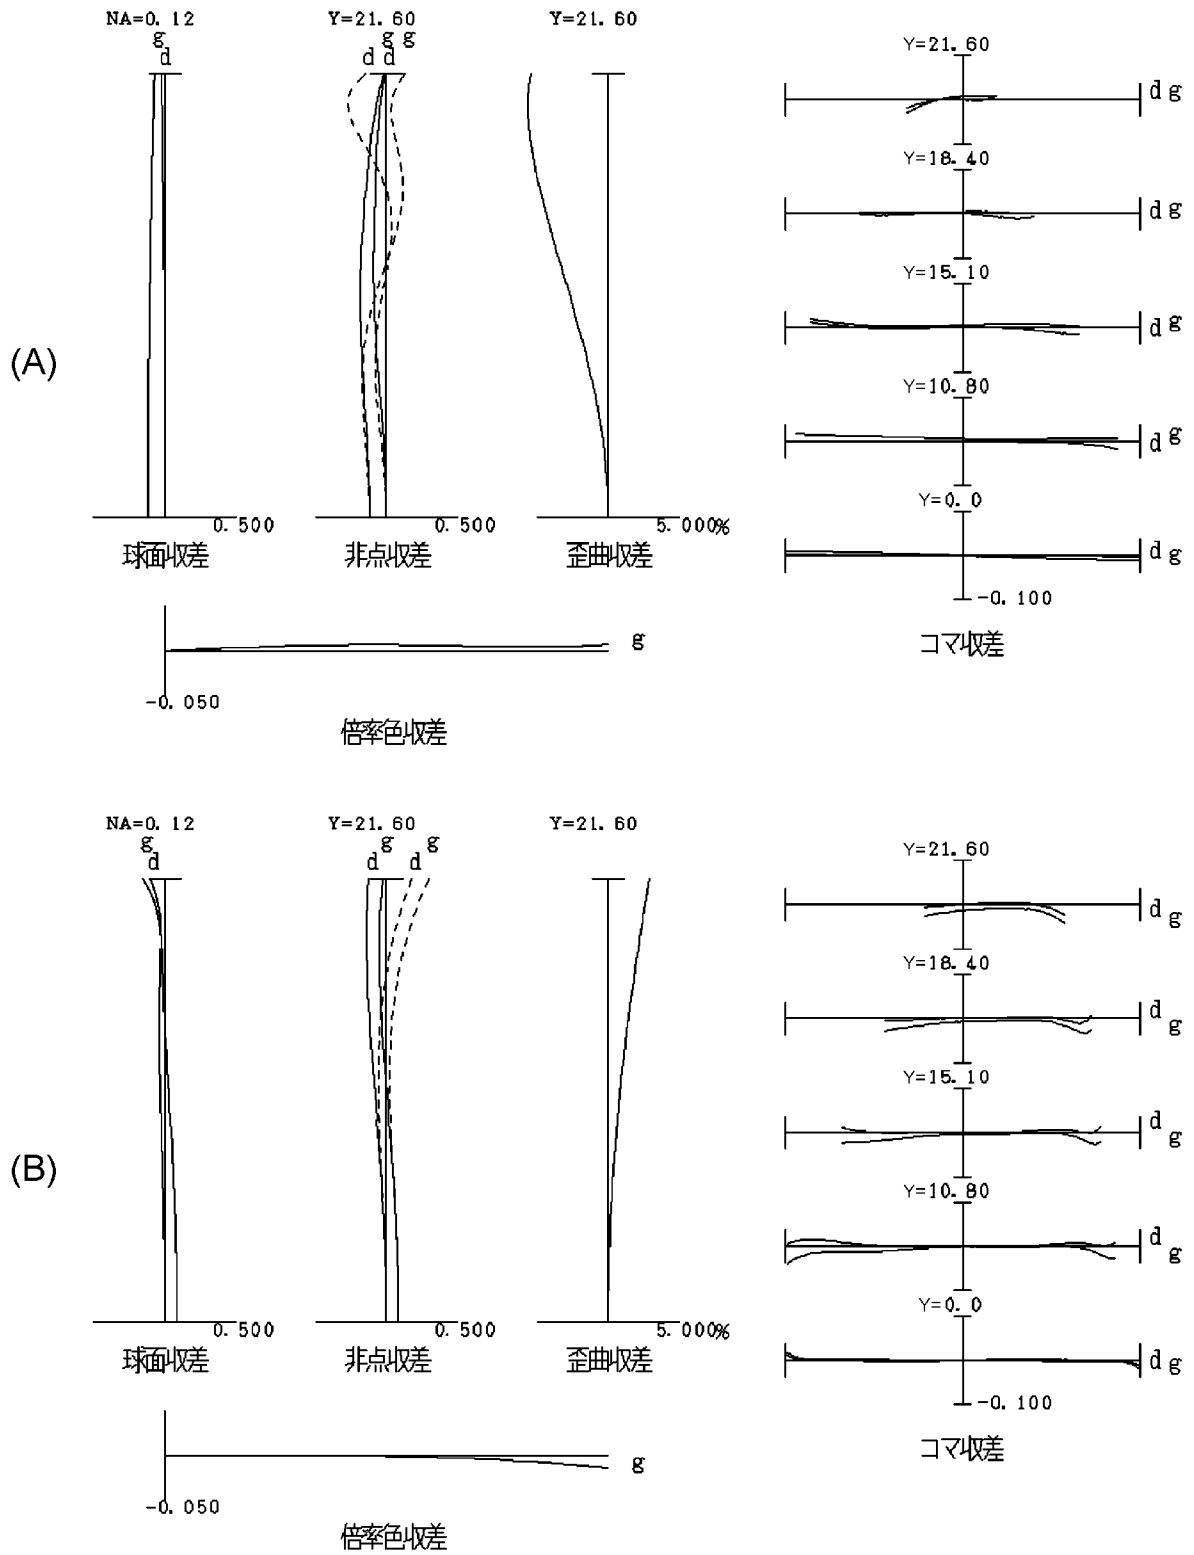 NA=0.12 Y=21.60 Y=21.60
g g g
d d d
Y=21.60
d g
Y=18.40
d g
Y=15.10
d g
(A)
Y=10.80
d g
Y=0.0
0.500 0.500 5.000%
球面収差 非点収差 歪曲収差
d g
-0.100
コマ収差
g
-0.050
倍率色収差
NA=0.12 Y=21.60 Y=21.60
g g g
d d d
Y=21.60
d g
Y=18.40
d g
Y=15.10
d g
(B)
Y=10.80
d g
Y=0.0
0.500 0.500 5.000%
球面収差 非点収差 歪曲収差
d g
-0.100
コマ収差
g
-0.050
倍率色収差